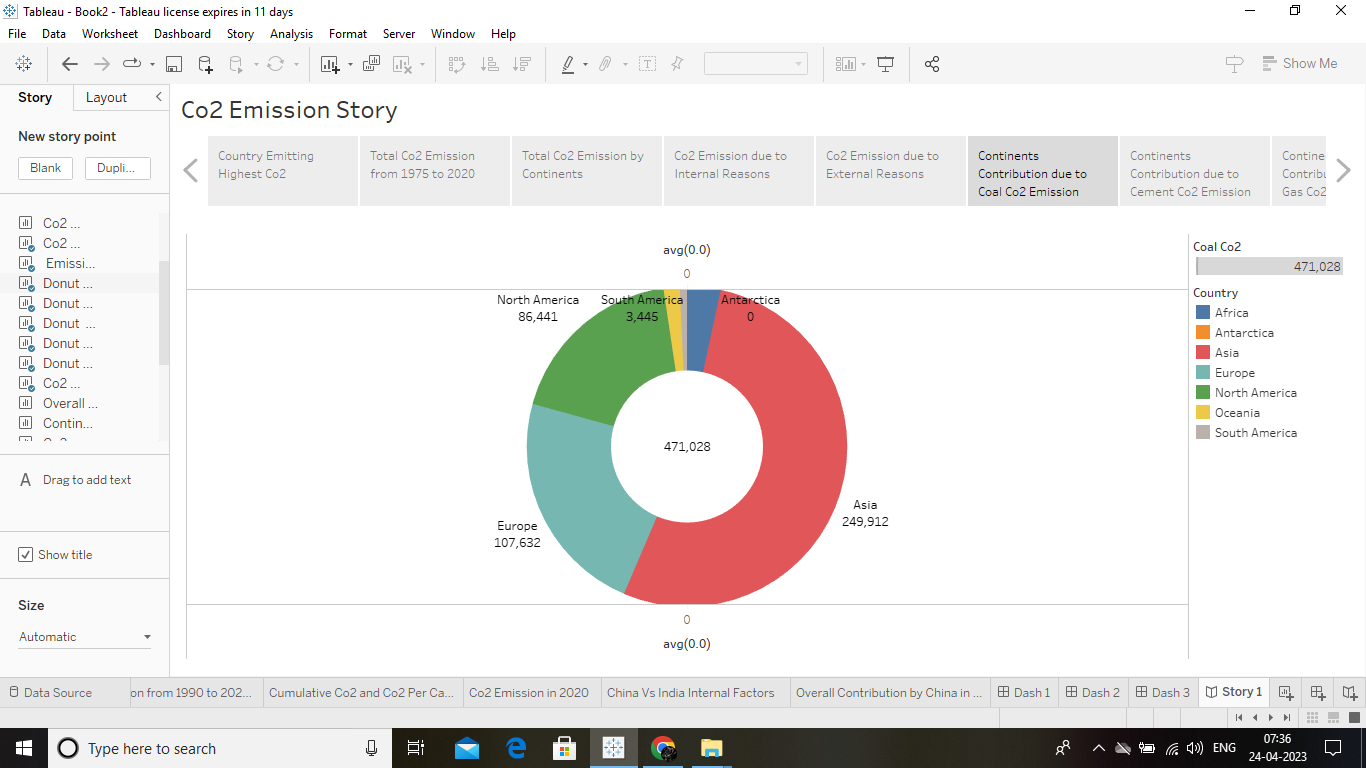 Tableau - Book2 - Tableau license expires in 11 days
File Data Worksheet Dashboard Story Analysis Format Server Window Help
Show Me
Story Layout
New story point
Blank Dupli...
Co2 ...
Co2 ...
Emissi...
Donut ...
Donut ...
Donut ...
Donut ...
Donut ...
Co2 ...
Overall ...
Contin...
A Drag to add text
Show title
Size
Automatic
Co2 Emission Story
Country Emitting
Highest Co2
Total Co2 Emission
from 1975 to 2020
Total Co2 Emission by
Continents
Co2 Emission due to
Internal Reasons
Co2 Emission due to
External Reasons
Continents
Contribution due to
Coal Co2 Emission
Continents
Contribution due to
Cement Co2 Emission
Contine
Contribu
Gas Co2
avg(0.0)
0
North America
86,441
South America
3,445
Antarctica
0
471,028
Asia
249,912
Europe
107,632
0
avg(0.0)
Coal Co2
471,028
Country
Africa
Antarctica
Asia
Europe
North America
Oceania
South America
Data Source on from 1990 to 202... Cumulative Co2 and Co2 Per Ca... Co2 Emission in 2020 China Vs India Internal Factors Overall Contribution by China in ... Dash 1 Dash 2 Dash 3 Story 1
Type here to search
ENG
07:36
24-04-2023